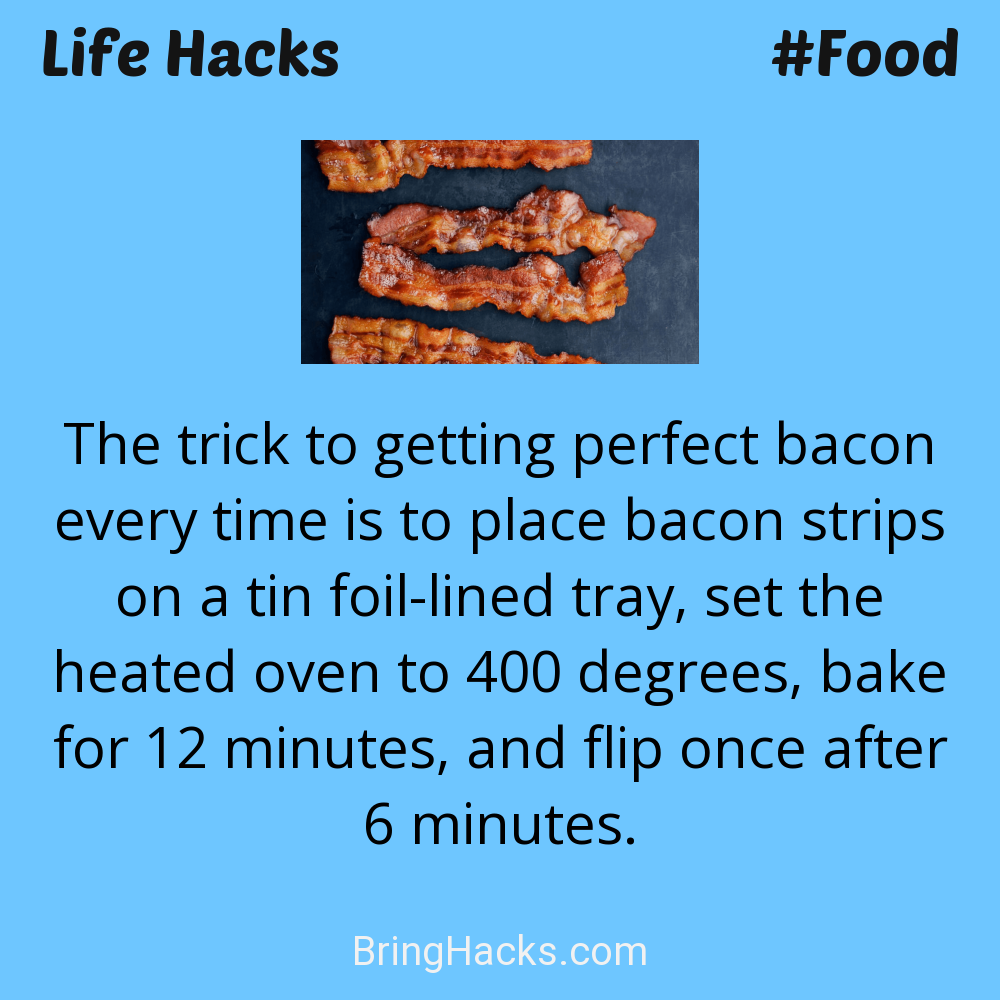 Life Hacks
#Food
The trick to getting perfect bacon
every time is to place bacon strips
on a tin foil-lined tray, set the
heated oven to 400 degrees, bake
for 12 minutes, and flip once after
6 minutes.
BringHacks.com